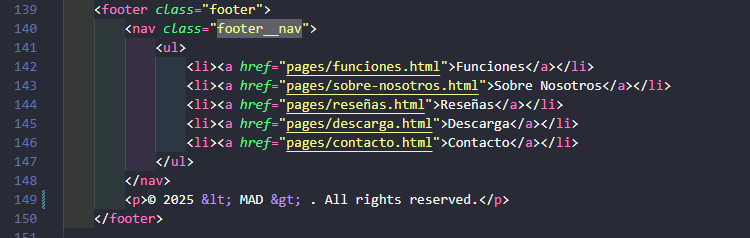 139 <footer class="footer">
140 <nav class="footer__nav">
141 <ul>
142 <li><a href="pages/funciones.html">Funciones</a></li>
143 <li><a href="pages/sobre-nosotros.html">Sobre Nosotros</a></li>
144 <li><a href="pages/reseñas.html">Reseñas</a></li>
145 <li><a href="pages/descarga.html">Descarga</a></li>
146 <li><a href="pages/contacto.html">Contacto</a></li>
147 </ul>
148 </nav>
149 <p>© 2025 &lt; MAD &gt; . All rights reserved.</p>
150 </footer>
151